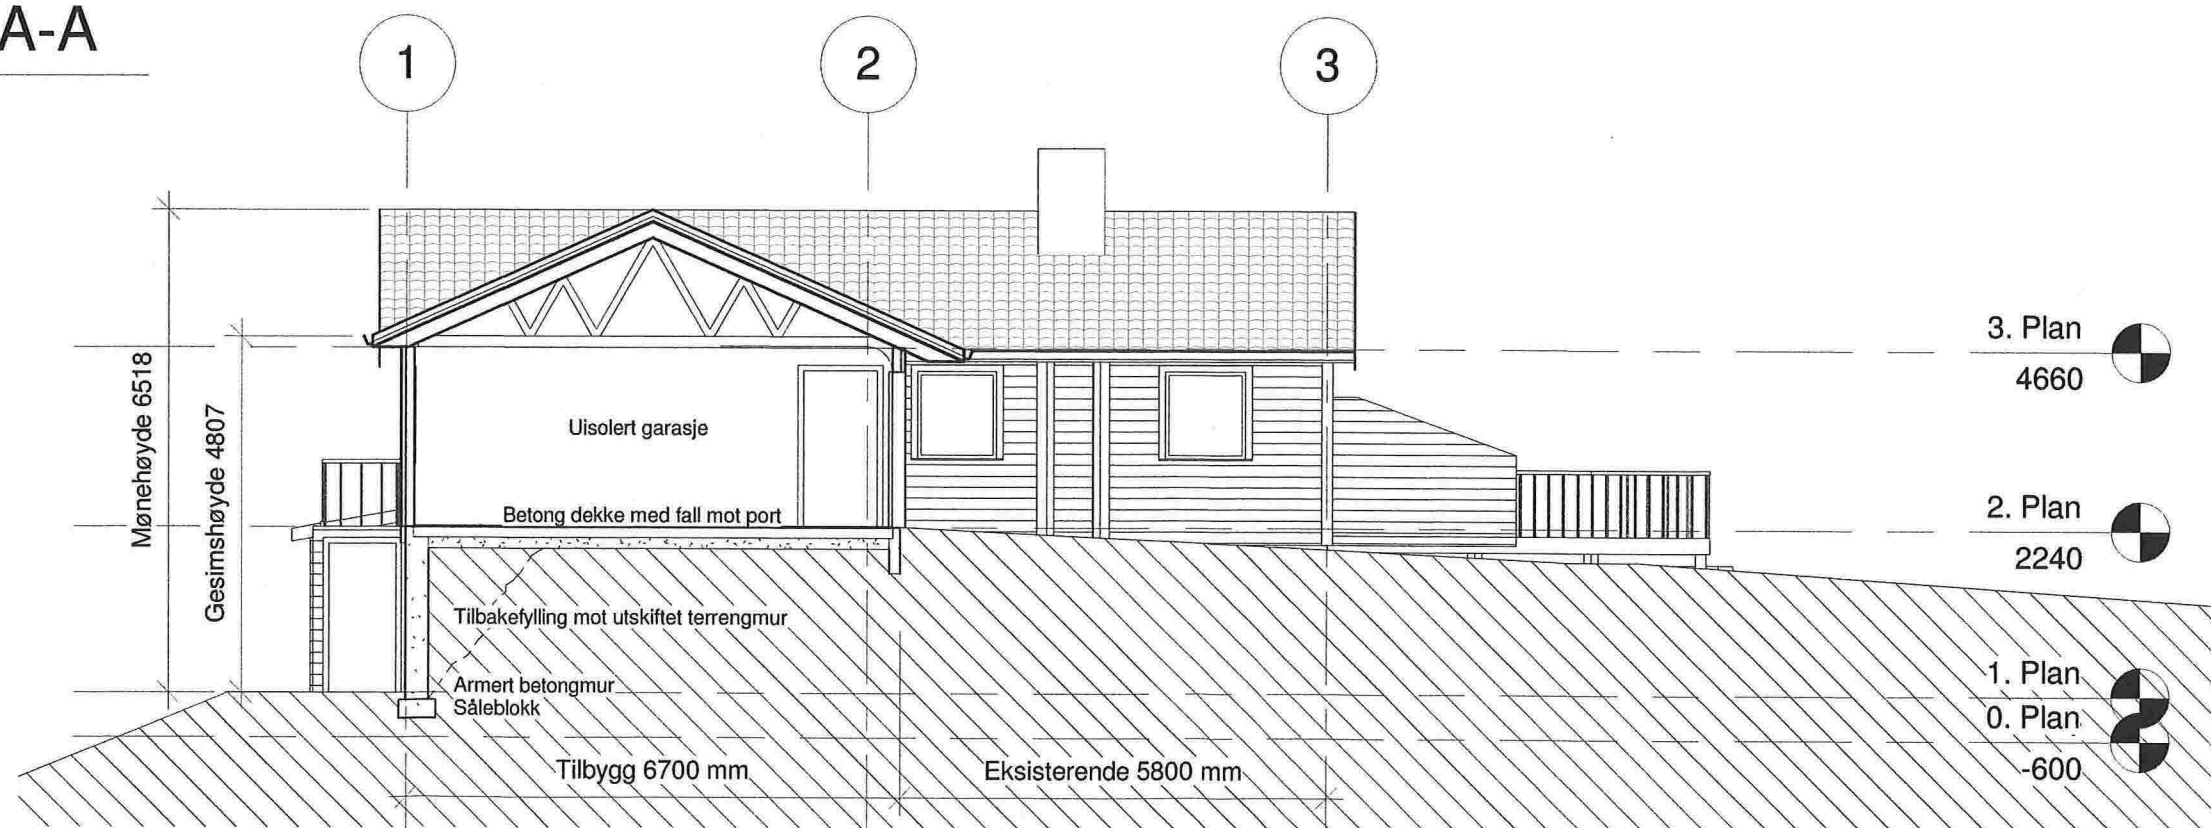 A-A
1
2
3
Mønehøyde 6518
Gesimshøyde 4807
Uisolert garasje
Betong dekke med fall mot port
Tilbakefylling mot utskiftet terrengmur
Armert betongmur
Såleblokk
Tilbygg 6700 mm
Eksisterende 5800 mm
3. Plan
4660
2. Plan
2240
1. Plan
0. Plan
-600